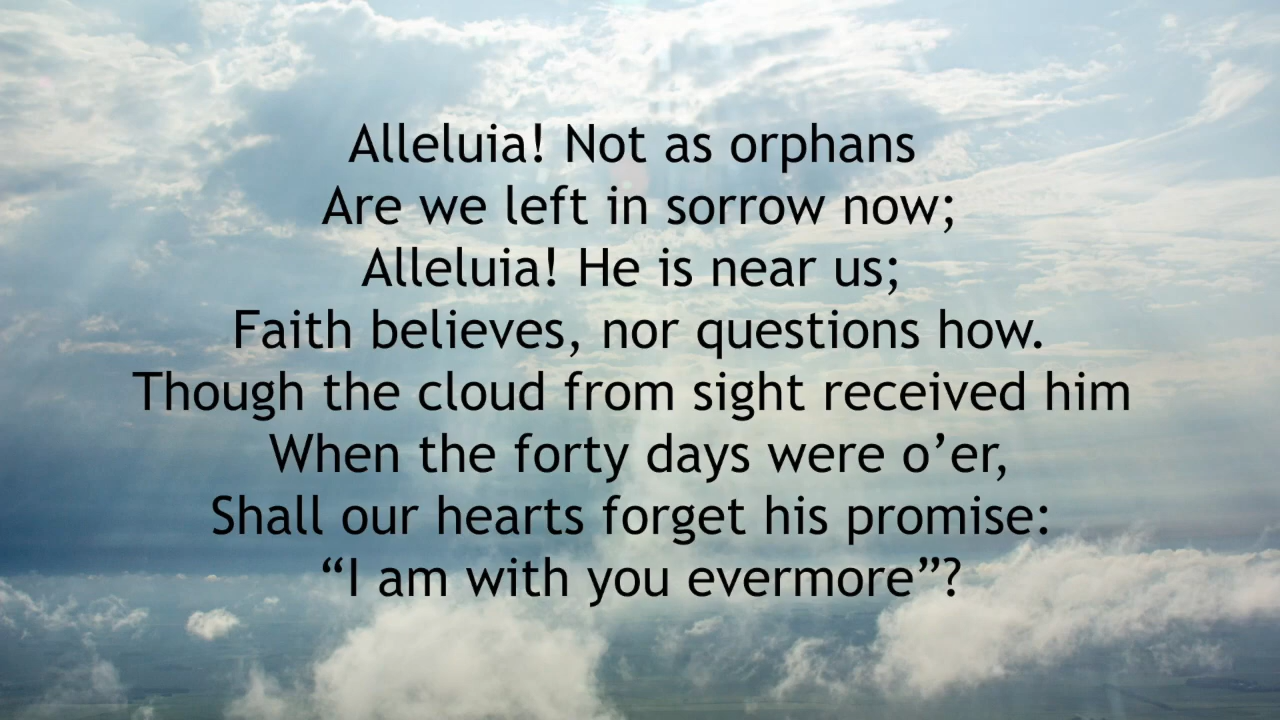 Alleluia! Not as orphans
Are we left in sorrow now;
Alleluia! He is near us;
Faith believes, nor questions how.
Though the cloud from sight received him
When the forty days were o’er,
Shall our hearts forget his promise:
“I am with you evermore”?